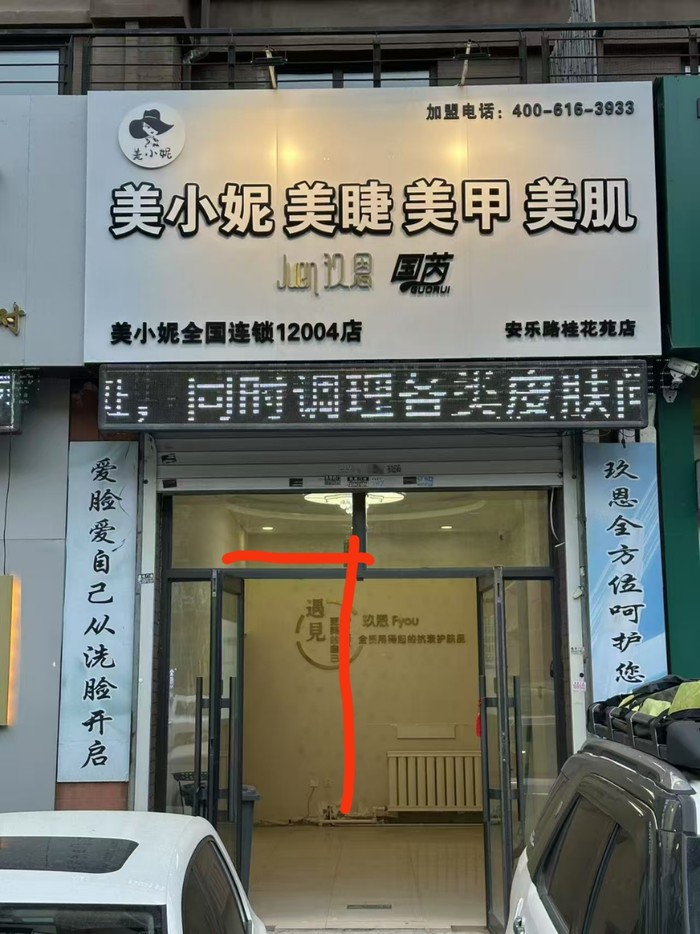 加盟电话：400-616-3933
美小妮
美小妮 美睫 美甲 美肌
Juen 玖恩 国芮
GUORUI
美小妮全国连锁12004店 安乐路桂花苑店
，同时调理各类皮肤
爱脸爱自己从洗脸开启
玖恩全方位呵护您
遇見
玖恩 Fyou